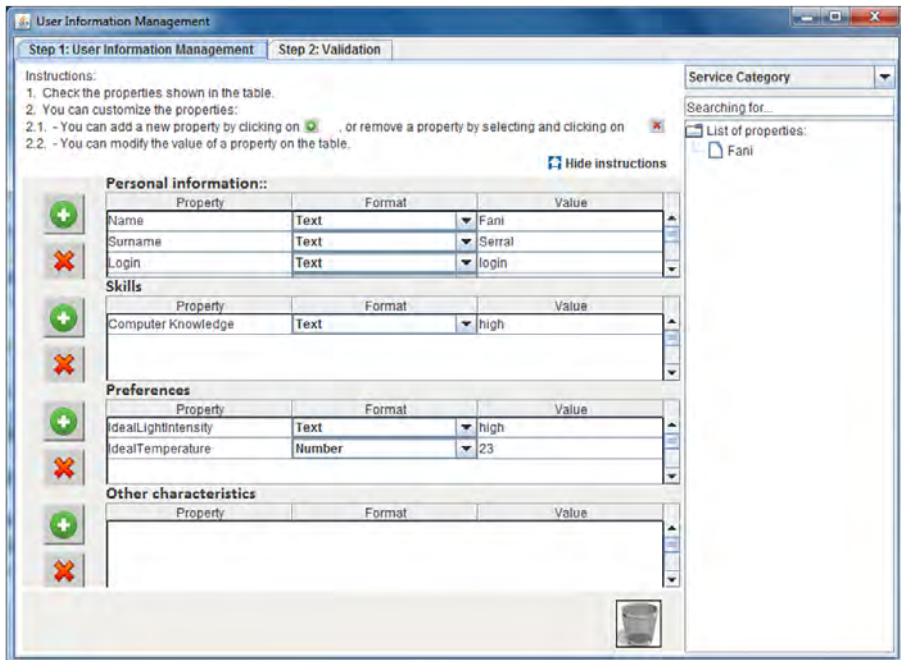 User Information Management
Step 1: User Information Management Step 2: Validation
Instructions:
1. Check the properties shown in the table.
2. You can customize the properties:
2.1. - You can add a new property by clicking on , or remove a property by selecting and clicking on
2.2. - You can modify the value of a property on the table.
Hide instructions
Personal information::
Property Format Value
Name Text Fani
Surname Text Serral
Login Text login
Skills
Property Format Value
Computer Knowledge Text high
Preferences
Property Format Value
IdealLightIntensity Text high
IdealTemperature Number 23
Other characteristics
Property Format Value
Service Category
Searching for...
List of properties:
Fani